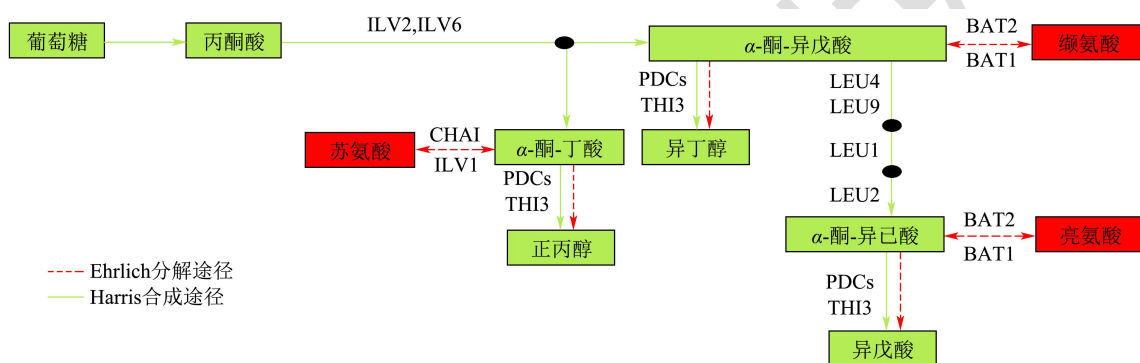 ILV2,ILV6
葡萄糖
丙酮酸
α-酮-异戊酸
BAT2
BAT1
缬氨酸
PDCs
THI3
LEU4
LEU9
苏氨酸
CHAI
ILV1
α-酮-丁酸
异丁醇
LEU1
PDCs
THI3
LEU2
正丙醇
α-酮-异已酸
BAT2
BAT1
亮氨酸
Ehrlich分解途径
Harris合成途径
PDCs
THI3
异戊酸